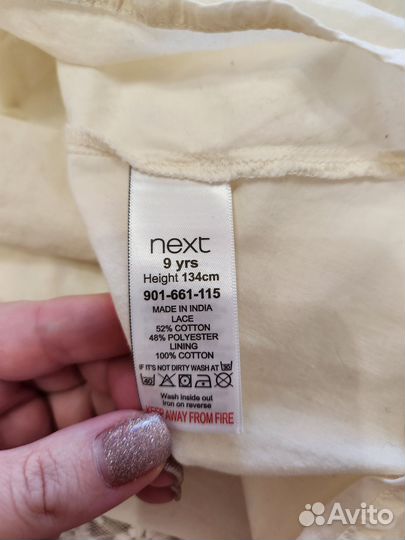 next
9 yrs
Height 134cm
901-661-115
MADE IN INDIA
LACE
52% COTTON
48% POLYESTER
LINING
100% COTTON
IF IT'S NOT DIRTY WASH AT 30
40
Wash inside out
Iron on reverse
KEEP AWAY FROM FIRE
Avito